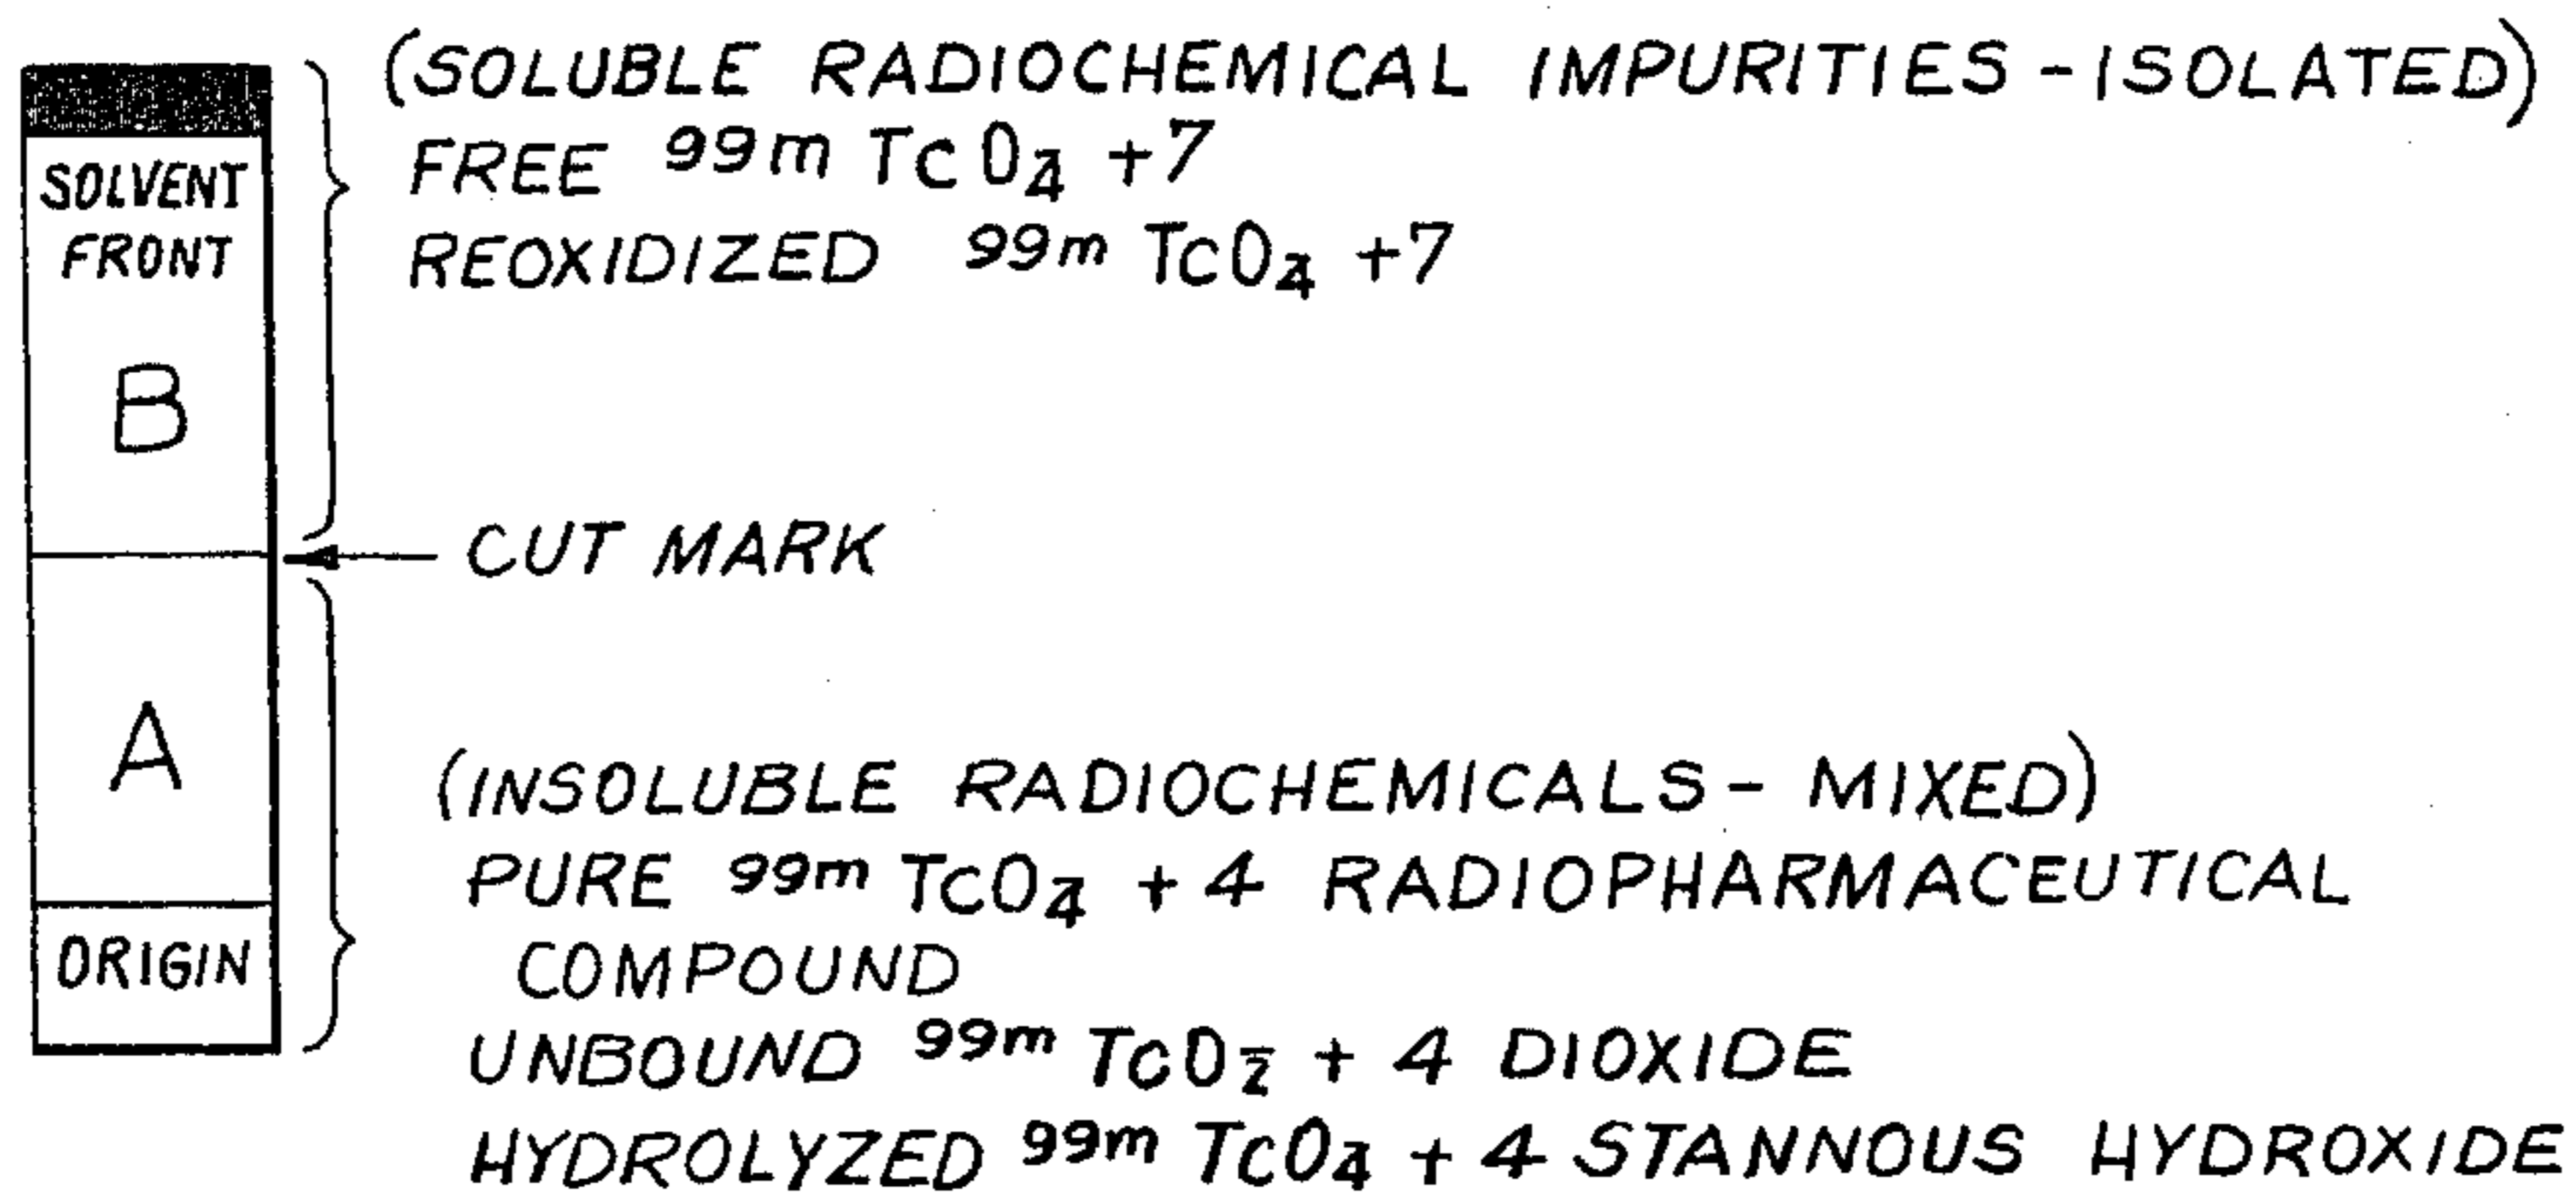 (SOLUBLE RADIOCHEMICAL IMPURITIES - ISOLATED)
FREE 99m TcO4̄ +7
REOXIDIZED 99m TcO4̄ +7
SOLVENT
FRONT
B
CUT MARK
A
(INSOLUBLE RADIOCHEMICALS - MIXED)
PURE 99m TcO4̄ + 4 RADIOPHARMACEUTICAL
COMPOUND
ORIGIN
UNBOUND 99m TcO2̄ + 4 DIOXIDE
HYDROLYZED 99m TcO4̄ + 4 STANNOUS HYDROXIDE